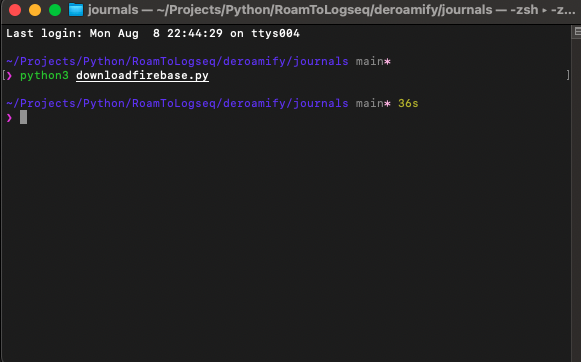 journals — ~/Projects/Python/RoamToLogseq/deroamify/journals — -zsh ▸ -z...
Last login: Mon Aug  8 22:44:29 on ttys004
~/Projects/Python/RoamToLogseq/deroamify/journals main*
[❯ python3 downloadfirebase.py ]
~/Projects/Python/RoamToLogseq/deroamify/journals main* 36s
❯